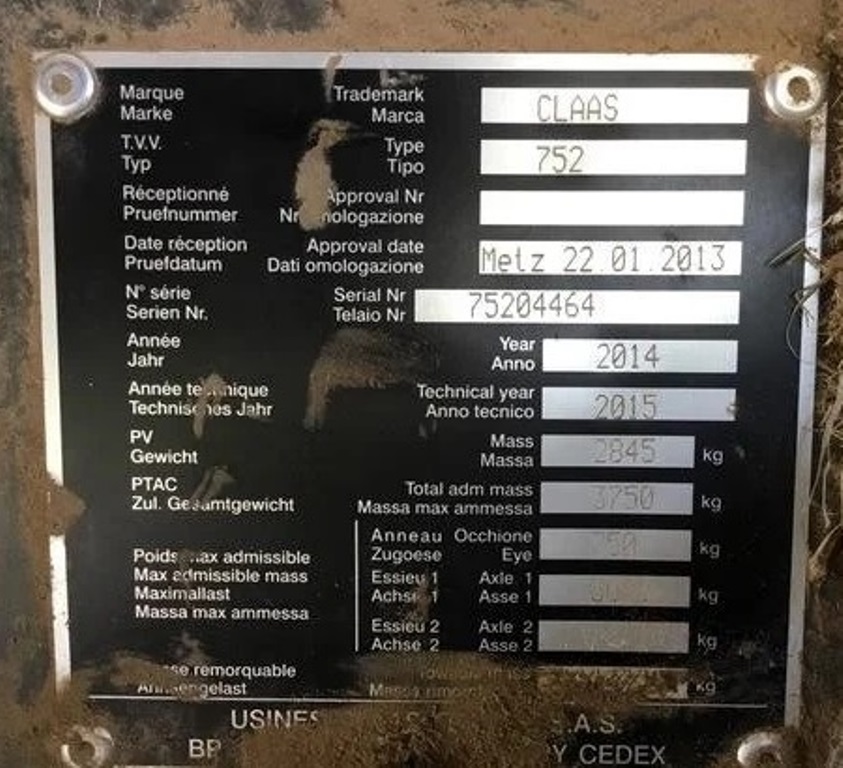 Marque Trademark CLAAS
Marke Marca
T.V.V. Type 752
Typ Tipo
Réceptionné Approval Nr
Pruefnummer
Date réception Approval date Metz 22.01.2013
Pruefdatum Dati omologazione
N° série Serial Nr 75204464
Serien Nr. Telaio Nr
Année Year 2014
Jahr Anno
Année technique Technical year 2015
Technisches Jahr Anno tecnico
PV Mass 2845 kg
Gewicht Massa
PTAC Total adm mass 3750 kg
Zul. Gesamtgewicht Massa max ammessa
Anneau Occhione kg
Zugoese Eye
Poids max admissible
Max admissible mass
Maximallast
Massa max ammessa
Essieu 1 Axle 1 kg
Achse 1 Asse 1
Essieu 2 Axle 2 kg
Achse 2 Asse 2
remorquable
Massa kg
USINES S.A.S.
BP CEDEX